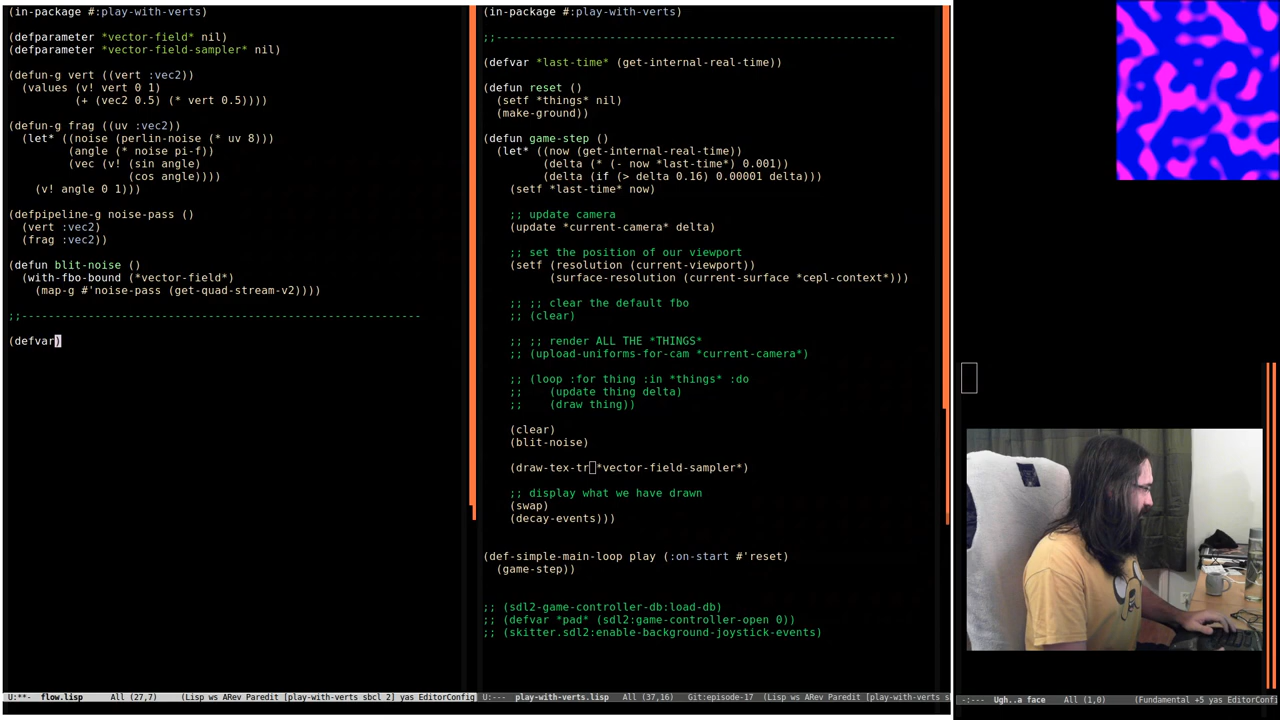 (in-package #:play-with-verts)
(defparameter *vector-field* nil)
(defparameter *vector-field-sampler* nil)
(defun-g vert ((vert :vec2))
(values (v! vert 0 1)
(+ (vec2 0.5) (* vert 0.5))))
(defun-g frag ((uv :vec2))
(let* ((noise (perlin-noise (* uv 8)))
(angle (* noise pi-f))
(vec (v! (sin angle)
(cos angle))))
(v! angle 0 1)))
(defpipeline-g noise-pass ()
(vert :vec2)
(frag :vec2))
(defun blit-noise ()
(with-fbo-bound (*vector-field*)
(map-g #'noise-pass (get-quad-stream-v2))))
;;------------------------------------------------------------
(defvar)
U:**- flow.lisp All (27,7) (Lisp ws ARev Paredit [play-with-verts sbcl 2] yas EditorConfig
(in-package #:play-with-verts)
;;------------------------------------------------------------
(defvar *last-time* (get-internal-real-time))
(defun reset ()
(setf *things* nil)
(make-ground))
(defun game-step ()
(let* ((now (get-internal-real-time))
(delta (* (- now *last-time*) 0.001))
(delta (if (> delta 0.16) 0.00001 delta)))
(setf *last-time* now)
;; update camera
(update *current-camera* delta)
;; set the position of our viewport
(setf (resolution (current-viewport))
(surface-resolution (current-surface *cepl-context*)))
;; ;; clear the default fbo
;; (clear)
;; ;; render ALL THE *THINGS*
;; (upload-uniforms-for-cam *current-camera*)
;; (loop :for thing :in *things* :do
;; (update thing delta)
;; (draw thing))
(clear)
(blit-noise)
(draw-tex-tr *vector-field-sampler*)
;; display what we have drawn
(swap)
(decay-events)))
(def-simple-main-loop play (:on-start #'reset)
(game-step))
;; (sdl2-game-controller-db:load-db)
;; (defvar *pad* (sdl2:game-controller-open 0))
;; (skitter.sdl2:enable-background-joystick-events)
U:--- play-with-verts.lisp All (37,16) Git:episode-17 (Lisp ws ARev Paredit [play-with-verts s
-:--- Ugh..a face All (1,0) (Fundamental +5 yas EditorConfi